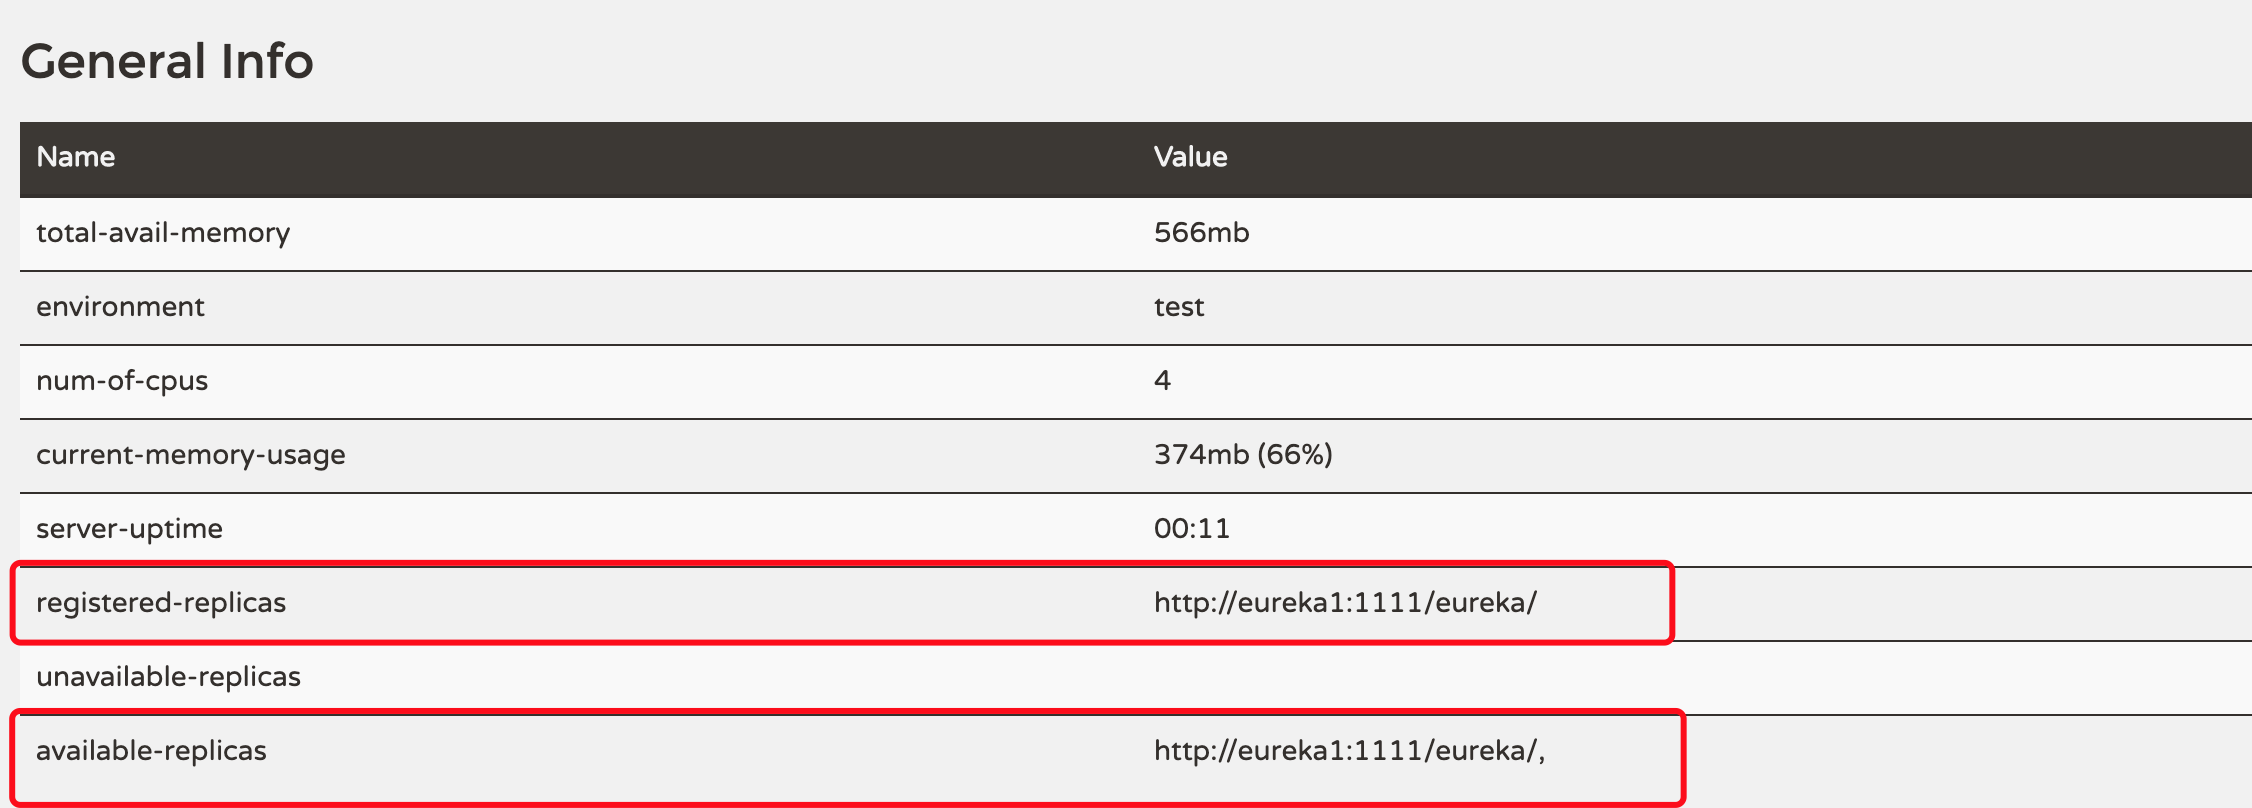 General Info
Name Value
total-avail-memory 566mb
environment test
num-of-cpus 4
current-memory-usage 374mb (66%)
server-uptime 00:11
registered-replicas http://eureka1:1111/eureka/
unavailable-replicas
available-replicas http://eureka1:1111/eureka/,